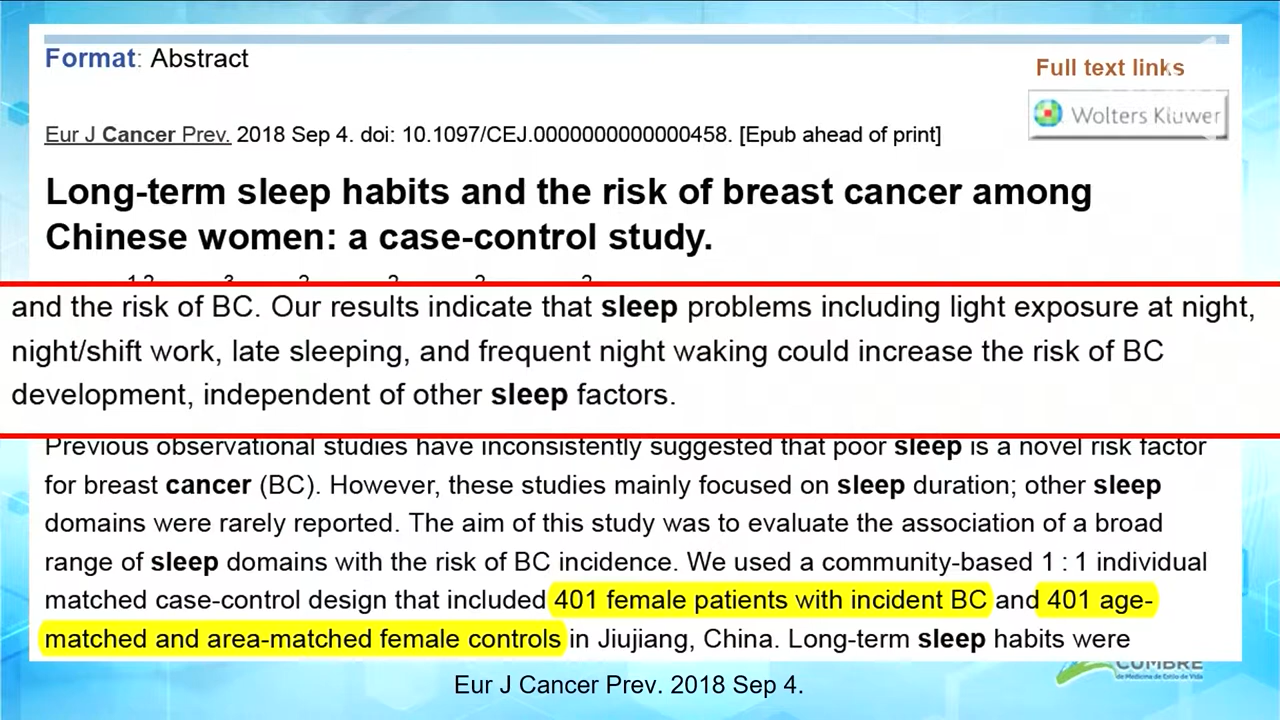 Format: Abstract
Full text links
Wolters Kluwer
Eur J Cancer Prev. 2018 Sep 4. doi: 10.1097/CEJ.0000000000000458. [Epub ahead of print]
Long-term sleep habits and the risk of breast cancer among
Chinese women: a case-control study.
and the risk of BC. Our results indicate that sleep problems including light exposure at night,
night/shift work, late sleeping, and frequent night waking could increase the risk of BC
development, independent of other sleep factors.
Previous observational studies have inconsistently suggested that poor sleep is a novel risk factor
for breast cancer (BC). However, these studies mainly focused on sleep duration; other sleep
domains were rarely reported. The aim of this study was to evaluate the association of a broad
range of sleep domains with the risk of BC incidence. We used a community-based 1 : 1 individual
matched case-control design that included 401 female patients with incident BC and 401 age-
matched and area-matched female controls in Jiujiang, China. Long-term sleep habits were
CUMBRE
de Medicina de Estilo de Vida
Eur J Cancer Prev. 2018 Sep 4.